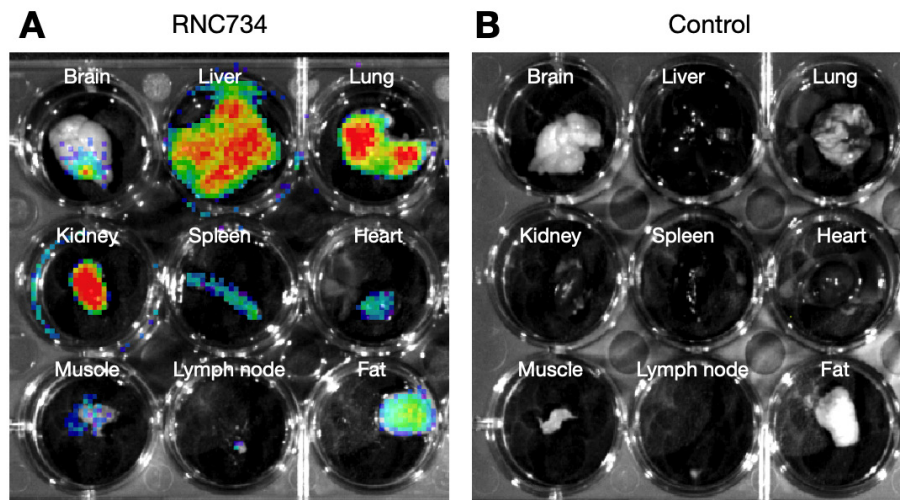 A RNC734
Brain Liver Lung
Kidney Spleen Heart
Muscle Lymph node Fat
B Control
Brain Liver Lung
Kidney Spleen Heart
Muscle Lymph node Fat